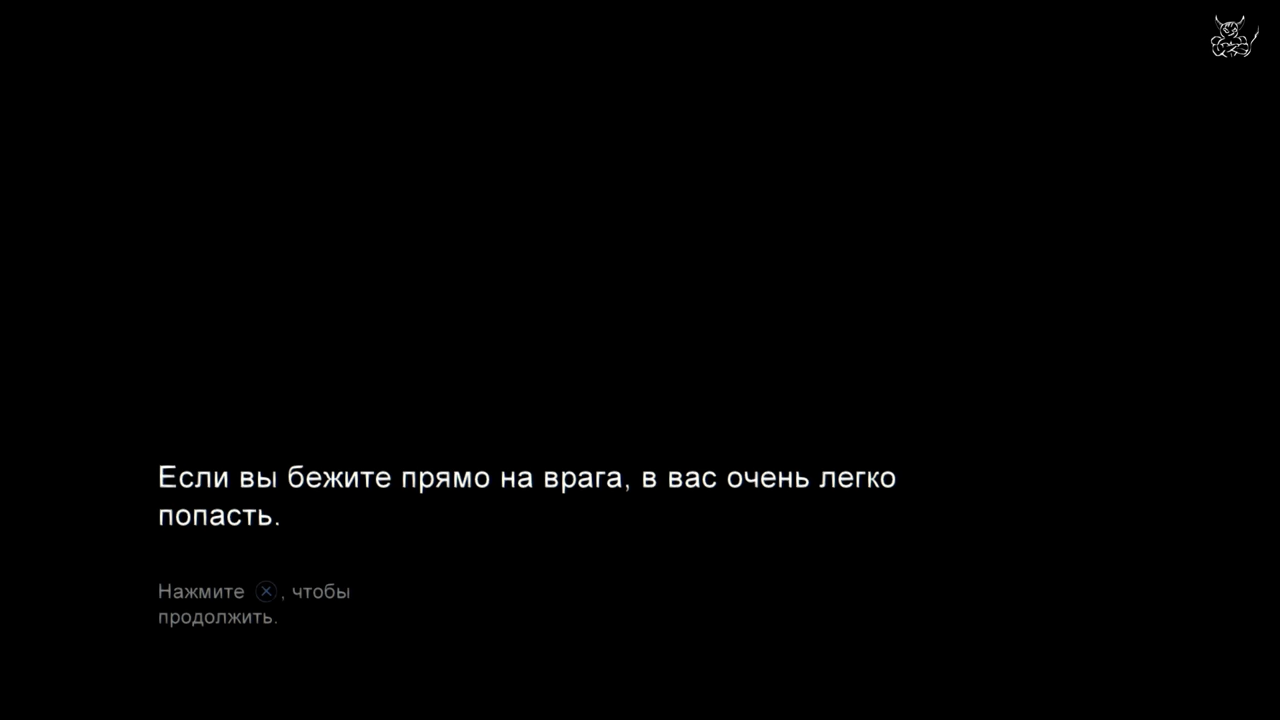 Если вы бежите прямо на врага, в вас очень легко
попасть.
Нажмите ⓧ, чтобы
продолжить.